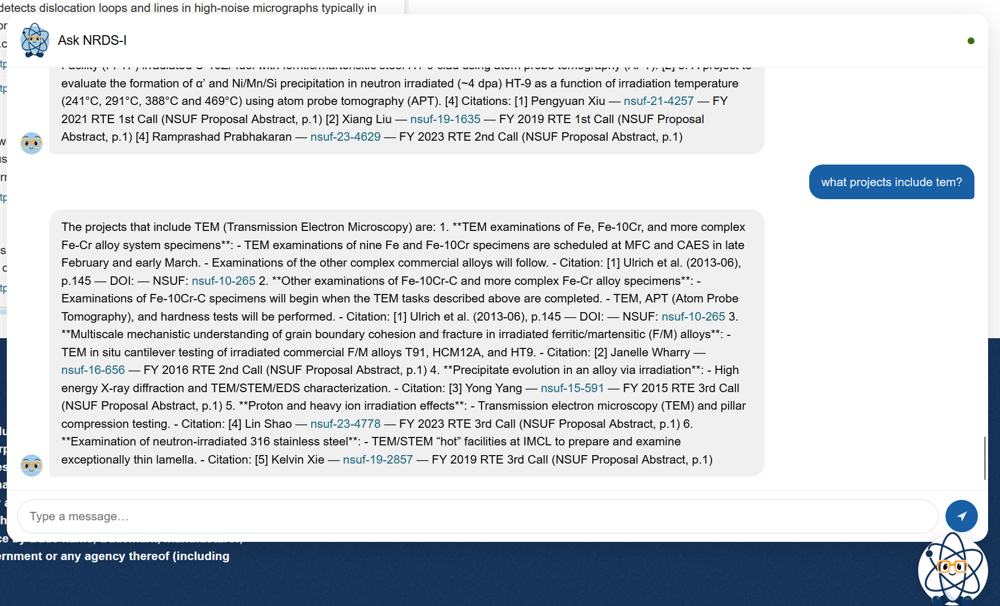 detects dislocation loops and lines in high-noise micrographs typically in
Ask NRDS-I
evaluate the formation of α’ and Ni/Mn/Si precipitation in neutron irradiated (~4 dpa) HT-9 as a function of irradiation temperature
(241°C, 291°C, 388°C and 469°C) using atom probe tomography (APT). [4] Citations: [1] Pengyuan Xiu — nsuf-21-4257 — FY
2021 RTE 1st Call (NSUF Proposal Abstract, p.1) [2] Xiang Liu — nsuf-19-1635 — FY 2019 RTE 1st Call (NSUF Proposal
Abstract, p.1) [4] Ramprashad Prabhakaran — nsuf-23-4629 — FY 2023 RTE 2nd Call (NSUF Proposal Abstract, p.1)
what projects include tem?
The projects that include TEM (Transmission Electron Microscopy) are: 1. **TEM examinations of Fe, Fe-10Cr, and more complex
Fe-Cr alloy system specimens**: - TEM examinations of nine Fe and Fe-10Cr specimens are scheduled at MFC and CAES in late
February and early March. - Examinations of the other complex commercial alloys will follow. - Citation: [1] Ulrich et al. (2013-06),
p.145 — DOI: — NSUF: nsuf-10-265 2. **Other examinations of Fe-10Cr-C and more complex Fe-Cr alloy specimens**: -
Examinations of Fe-10Cr-C specimens will begin when the TEM tasks described above are completed. - TEM, APT (Atom Probe
Tomography), and hardness tests will be performed. - Citation: [1] Ulrich et al. (2013-06), p.145 — DOI: — NSUF: nsuf-10-265 3.
**Multiscale mechanistic understanding of grain boundary cohesion and fracture in irradiated ferritic/martensitic (F/M) alloys**: -
TEM in situ cantilever testing of irradiated commercial F/M alloys T91, HCM12A, and HT9. - Citation: [2] Janelle Wharry —
nsuf-16-656 — FY 2016 RTE 2nd Call (NSUF Proposal Abstract, p.1) 4. **Precipitate evolution in an alloy via irradiation**: - High
energy X-ray diffraction and TEM/STEM/EDS characterization. - Citation: [3] Yong Yang — nsuf-15-591 — FY 2015 RTE 3rd Call
(NSUF Proposal Abstract, p.1) 5. **Proton and heavy ion irradiation effects**: - Transmission electron microscopy (TEM) and pillar
compression testing. - Citation: [4] Lin Shao — nsuf-23-4778 — FY 2023 RTE 3rd Call (NSUF Proposal Abstract, p.1) 6.
**Examination of neutron-irradiated 316 stainless steel**: - TEM/STEM “hot” facilities at IMCL to prepare and examine
exceptionally thin lamella. - Citation: [5] Kelvin Xie — nsuf-19-2857 — FY 2019 RTE 3rd Call (NSUF Proposal Abstract, p.1)
Type a message…
ernment or any agency thereof (including